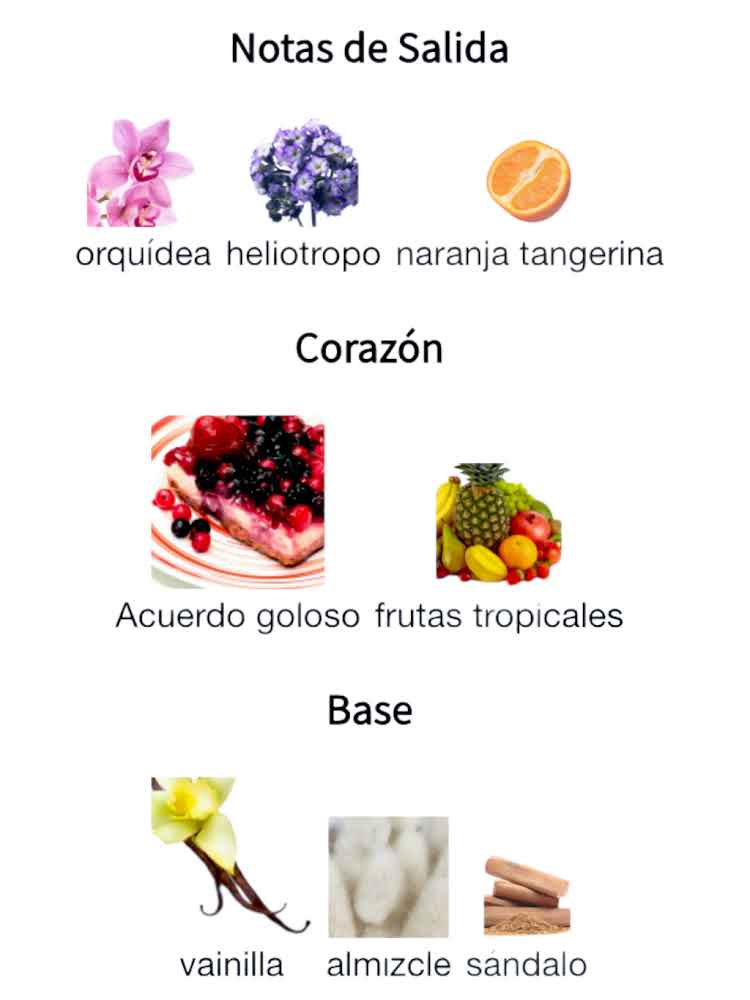 Notas de Salida
orquídea heliotropo naranja tangerina
Corazón
Acuerdo goloso frutas tropicales
Base
vainilla almizcle sándalo